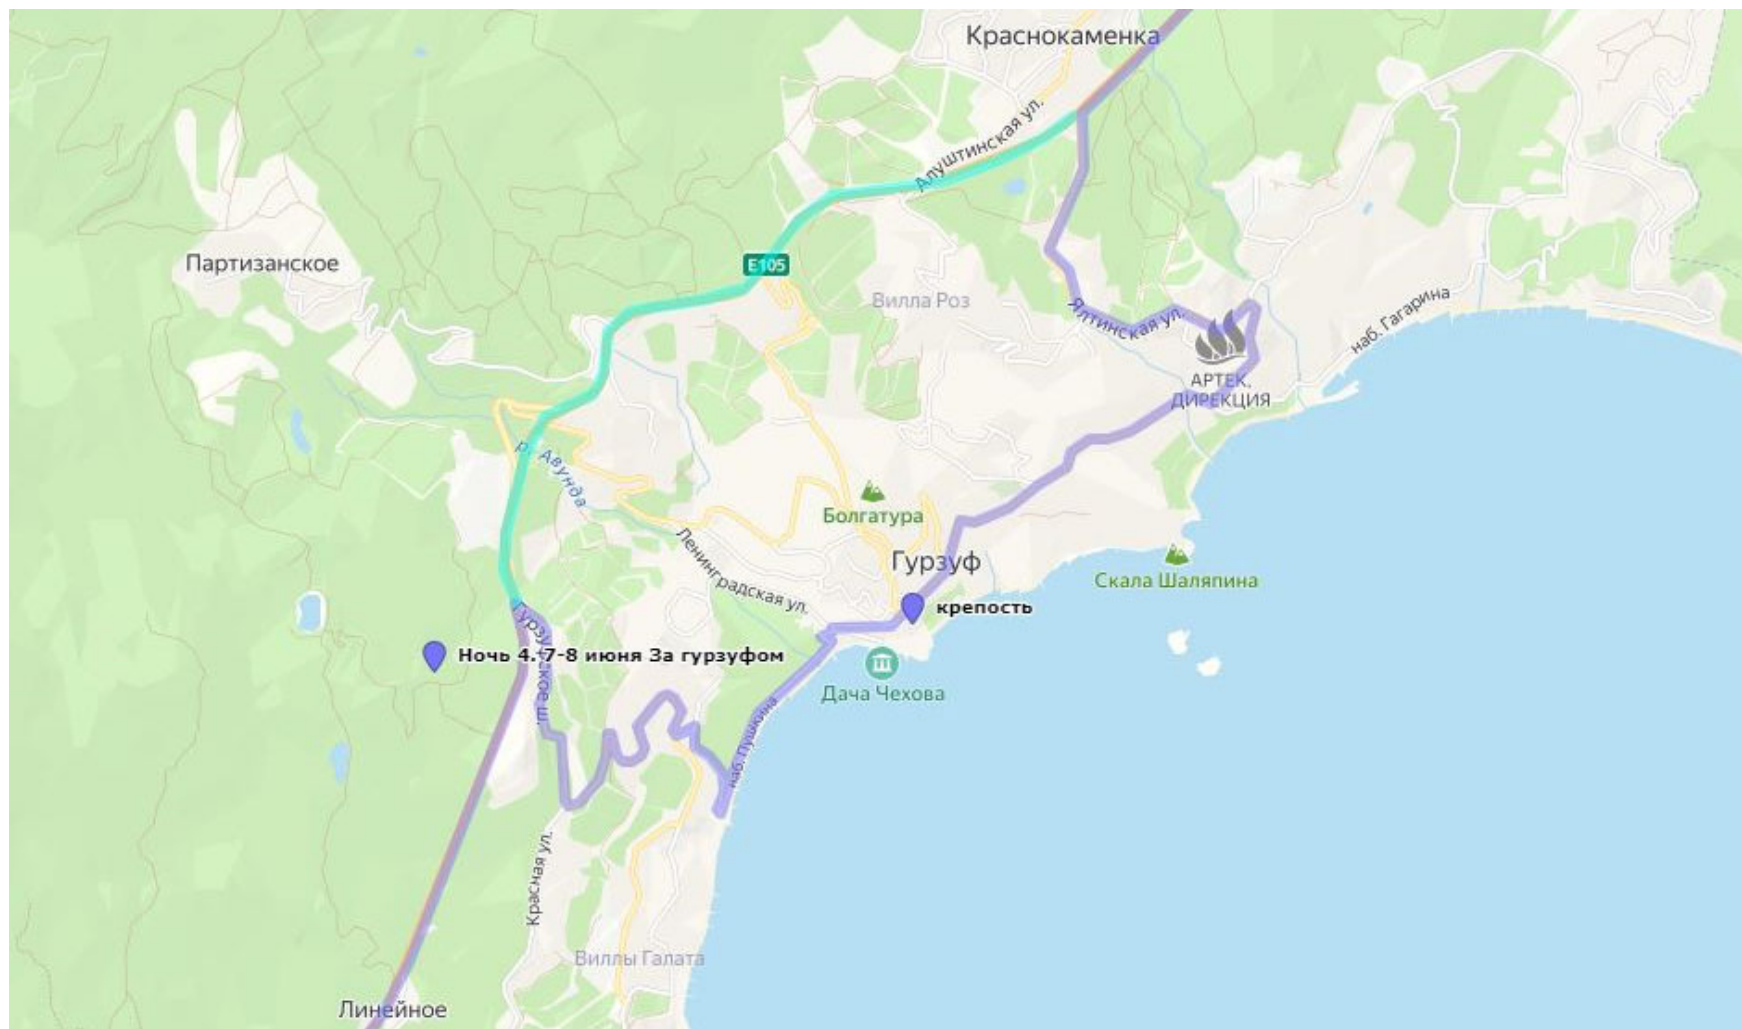 Краснокаменка
Алуштинская ул.
Партизанское
E105
Вилла Роз
Ялтинская ул.
наб. Гагарина
АРТЕК.
ДИРЕКЦИЯ
р. Авунда
Болгатура
Ленинградская ул.
Гурзуф
Скала Шаляпина
крепость
Гурзуфское ш.
Ночь 4. 7-8 июня За гурзуфом
Дача Чехова
наб. Пушкина
Красная ул.
Виллы Галата
Линейное